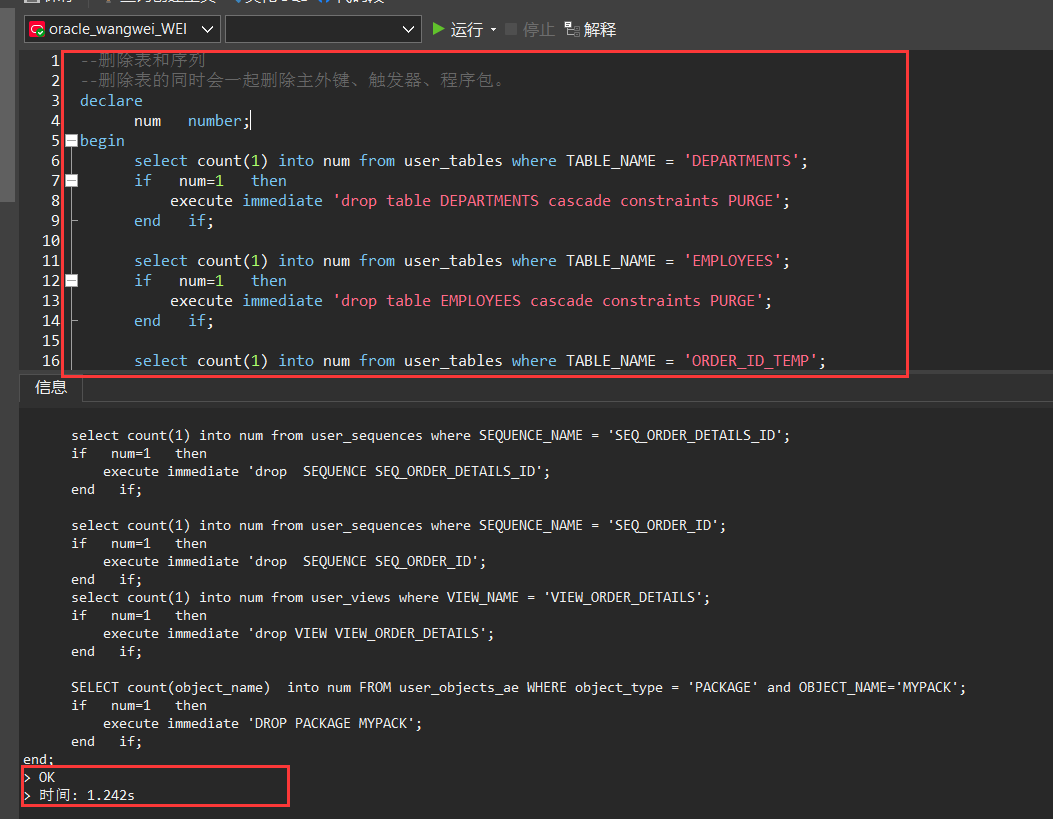 oracle_wangwei_WEI
运行
停止
解释
1 --删除表和序列
2 --删除表的同时会一起删除主外键、触发器、程序包。
3 declare
4 num number;
5 begin
6 select count(1) into num from user_tables where TABLE_NAME = 'DEPARTMENTS';
7 if num=1 then
8 execute immediate 'drop table DEPARTMENTS cascade constraints PURGE';
9 end if;
10
11 select count(1) into num from user_tables where TABLE_NAME = 'EMPLOYEES';
12 if num=1 then
13 execute immediate 'drop table EMPLOYEES cascade constraints PURGE';
14 end if;
15
16 select count(1) into num from user_tables where TABLE_NAME = 'ORDER_ID_TEMP';
信息
select count(1) into num from user_sequences where SEQUENCE_NAME = 'SEQ_ORDER_DETAILS_ID';
if num=1 then
execute immediate 'drop  SEQUENCE SEQ_ORDER_DETAILS_ID';
end if;
select count(1) into num from user_sequences where SEQUENCE_NAME = 'SEQ_ORDER_ID';
if num=1 then
execute immediate 'drop  SEQUENCE SEQ_ORDER_ID';
end if;
select count(1) into num from user_views where VIEW_NAME = 'VIEW_ORDER_DETAILS';
if num=1 then
execute immediate 'drop VIEW VIEW_ORDER_DETAILS';
end if;
SELECT count(object_name)  into num FROM user_objects_ae WHERE object_type = 'PACKAGE' and OBJECT_NAME='MYPACK';
if num=1 then
execute immediate 'DROP PACKAGE MYPACK';
end if;
end;
> OK
> 时间: 1.242s